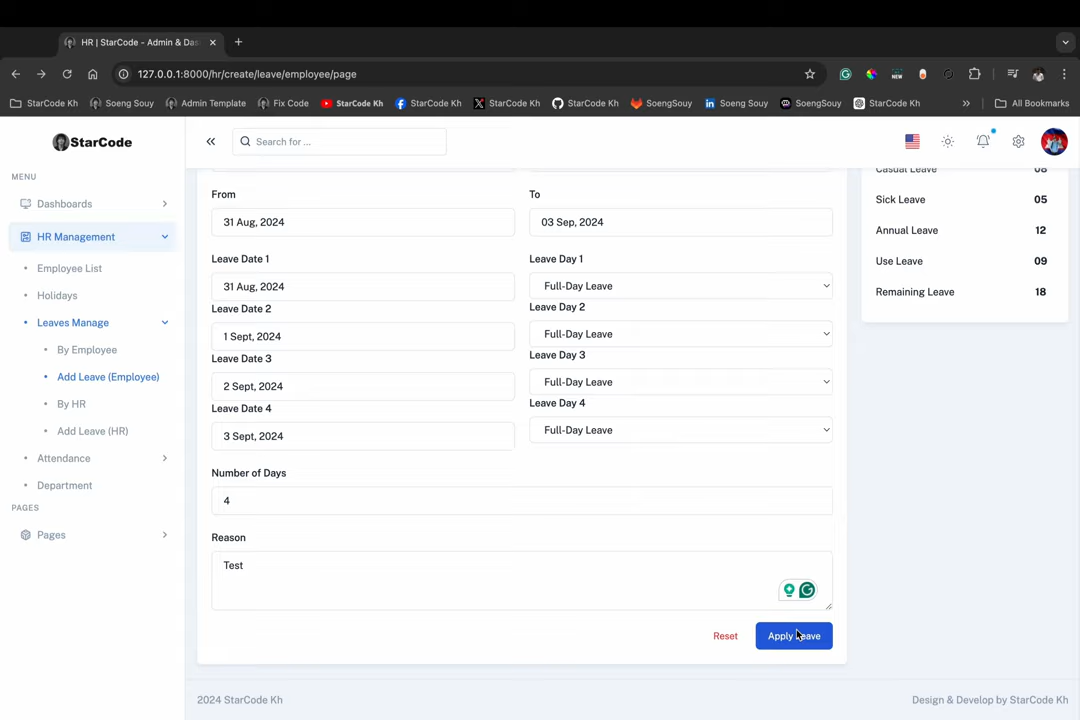 HR | StarCode - Admin & Das
127.0.0.1:8000/hr/create/leave/employee/page
StarCode Kh
Soeng Souy
Admin Template
Fix Code
StarCode Kh
StarCode Kh
StarCode Kh
StarCode Kh
SoengSouy
Soeng Souy
SoengSouy
StarCode Kh
All Bookmarks
StarCode
Search for ...
MENU
Dashboards
HR Management
Employee List
Holidays
Leaves Manage
By Employee
Add Leave (Employee)
By HR
Add Leave (HR)
Attendance
Department
PAGES
Pages
From
31 Aug, 2024
To
03 Sep, 2024
Leave Date 1
31 Aug, 2024
Leave Day 1
Full-Day Leave
Leave Date 2
1 Sept, 2024
Leave Day 2
Full-Day Leave
Leave Date 3
2 Sept, 2024
Leave Day 3
Full-Day Leave
Leave Date 4
3 Sept, 2024
Leave Day 4
Full-Day Leave
Number of Days
4
Reason
Test
Reset
Apply Leave
Casual Leave 08
Sick Leave 05
Annual Leave 12
Use Leave 09
Remaining Leave 18
2024 StarCode Kh
Design & Develop by StarCode Kh